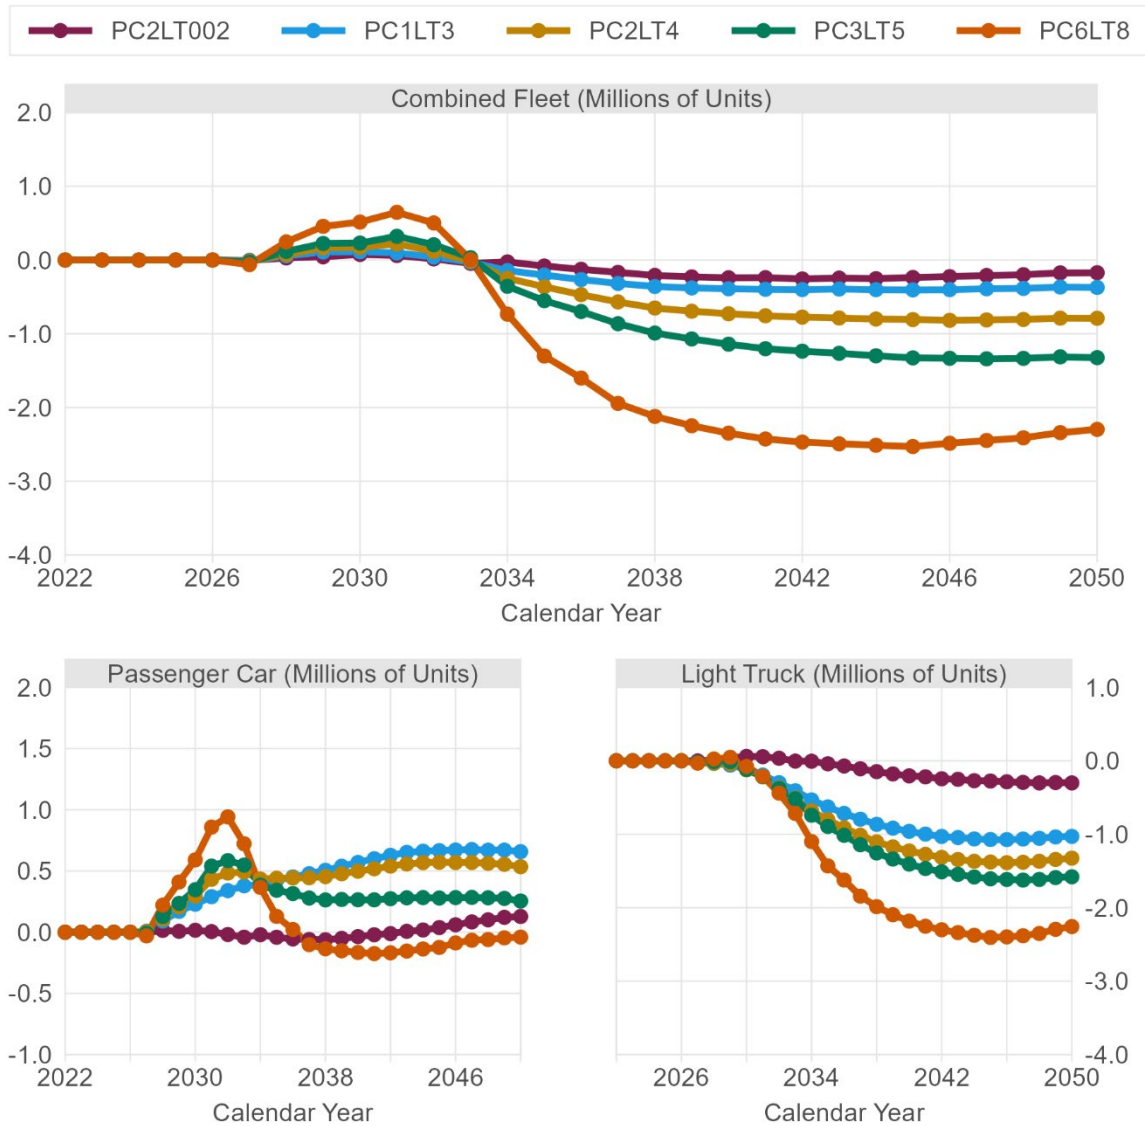 PC2LT002 PC1LT3 PC2LT4 PC3LT5 PC6LT8
Combined Fleet (Millions of Units)
2.0
1.0
0.0
-1.0
-2.0
-3.0
-4.0
2022 2026 2030 2034 2038 2042 2046 2050
Calendar Year
Passenger Car (Millions of Units)
2.0
1.5
1.0
0.5
0.0
-0.5
-1.0
2022 2030 2038 2046
Calendar Year
Light Truck (Millions of Units)
1.0
0.0
-1.0
-2.0
-3.0
-4.0
2026 2034 2042 2050
Calendar Year